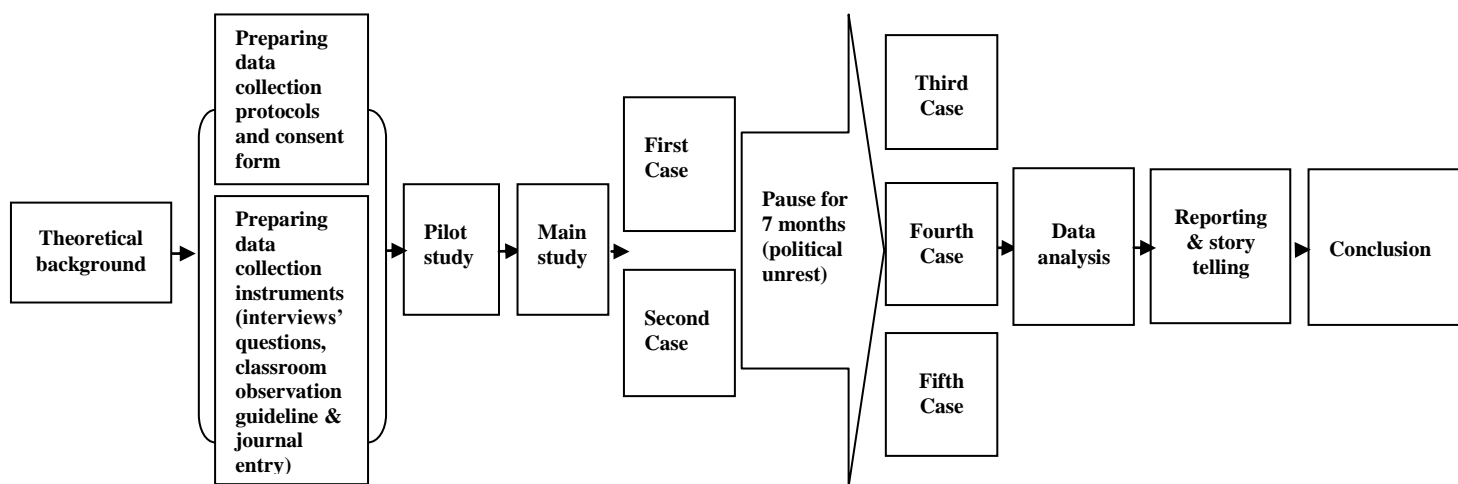 Theoretical
background
Preparing
data
collection
protocols
and consent
form
Preparing
data
collection
instruments
(interviews'
questions,
classroom
observation
guideline &
journal
entry)
Pilot
study
Main
study
First
Case
Second
Case
Pause for
7 months
(political
unrest)
Third
Case
Fourth
Case
Fifth
Case
Data
analysis
Reporting
& story
telling
Conclusion